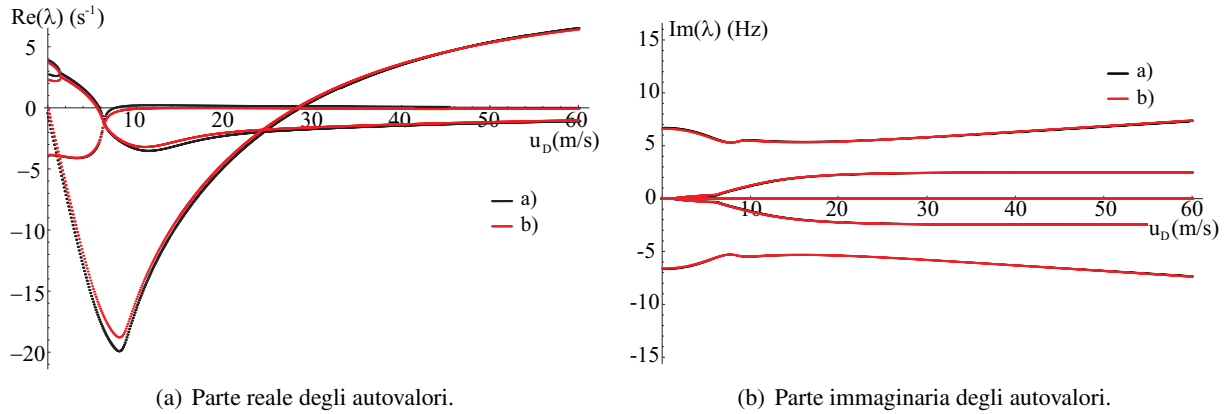 Re(λ) (s⁻¹)
5
0
−5
−10
−15
−20
10
20
30
40
50
60
u_D(m/s)
a)
b)
(a) Parte reale degli autovalori.
Im(λ) (Hz)
15
10
5
0
-5
-10
-15
10
20
30
40
50
60
u_D(m/s)
a)
b)
(b) Parte immaginaria degli autovalori.